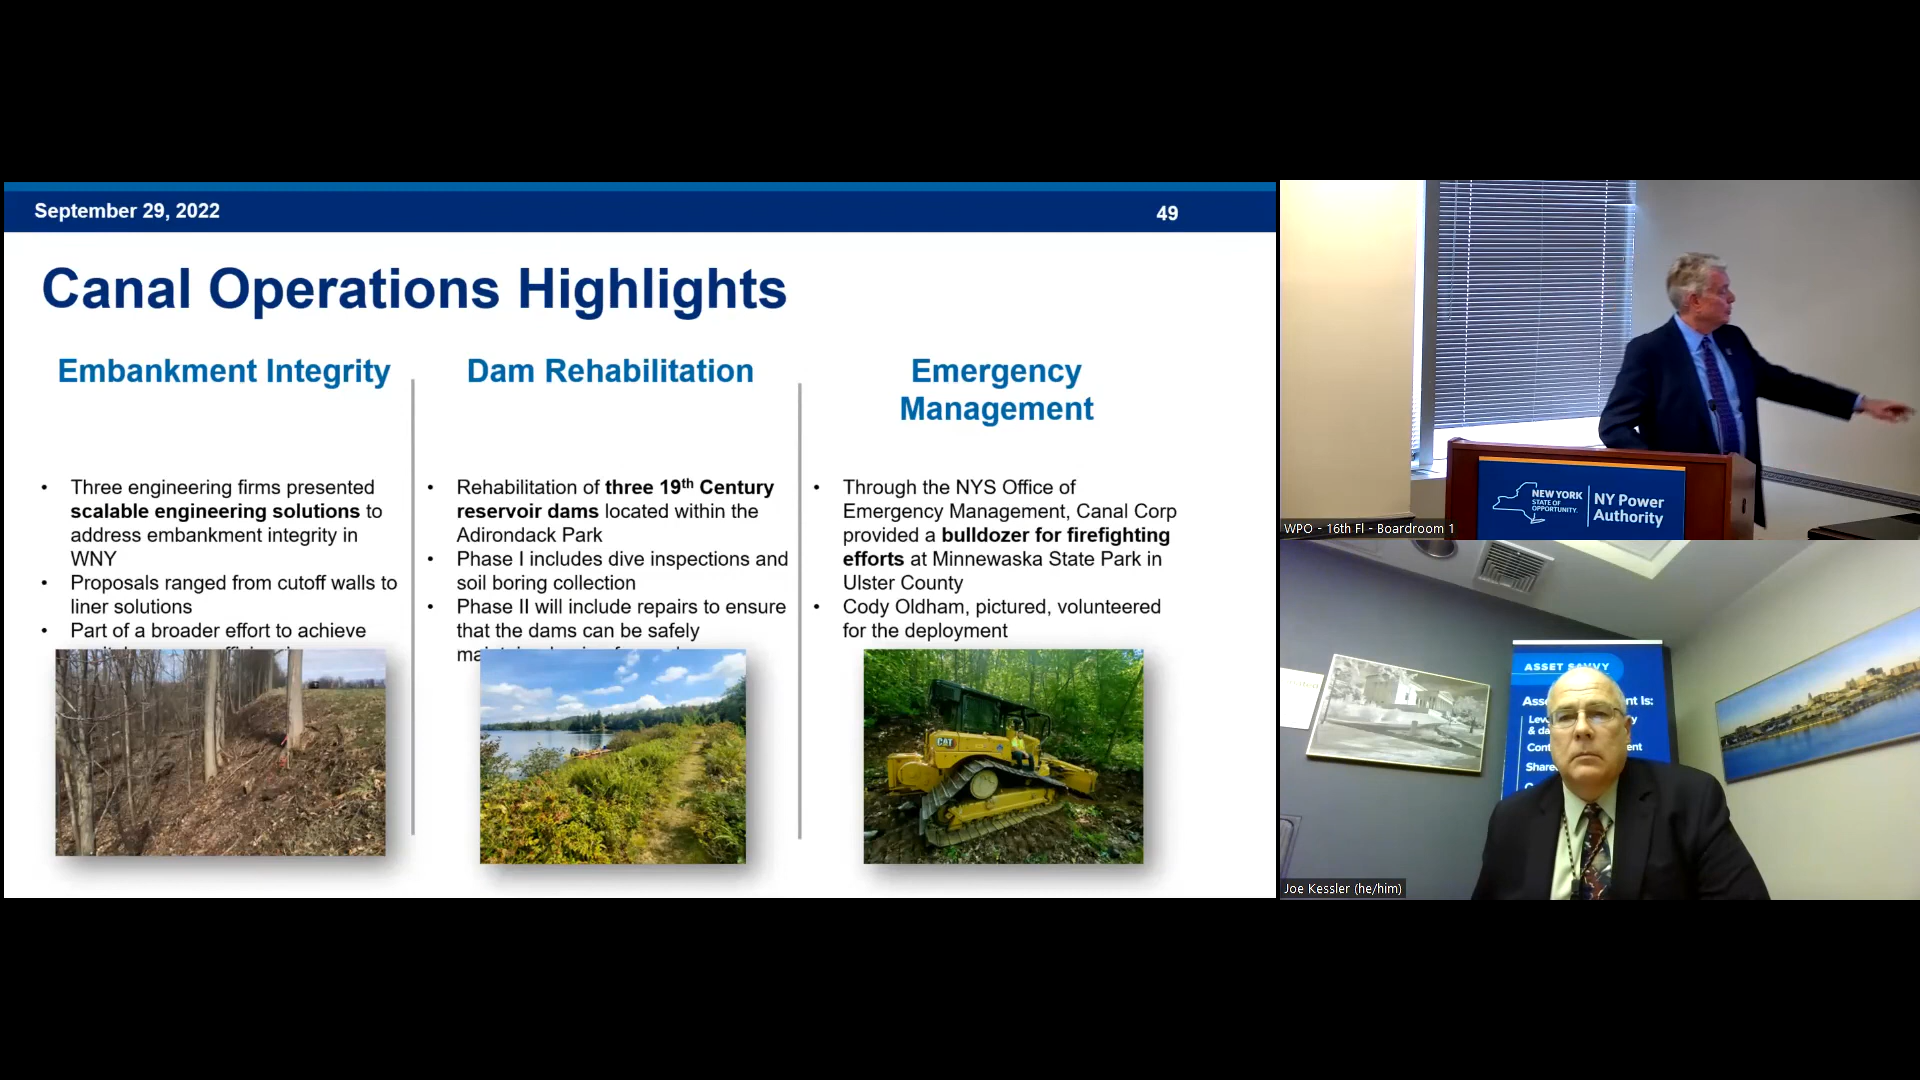 September 29, 2022
49
Canal Operations Highlights
Embankment Integrity
• Three engineering firms presented
scalable engineering solutions to
address embankment integrity in
WNY
• Proposals ranged from cutoff walls to
liner solutions
• Part of a broader effort to achieve
Dam Rehabilitation
• Rehabilitation of three 19th Century
reservoir dams located within the
Adirondack Park
• Phase I includes dive inspections and
soil boring collection
• Phase II will include repairs to ensure
that the dams can be safely
Emergency
Management
• Through the NYS Office of
Emergency Management, Canal Corp
provided a bulldozer for firefighting
efforts at Minnewaska State Park in
Ulster County
• Cody Oldham, pictured, volunteered
for the deployment
CAT
NEW YORK
STATE OF
OPPORTUNITY.
NY Power
Authority
WPO - 16th Fl - Boardroom 1
ASSET SAVVY
Is:
& da
Joe Kessler (he/him)